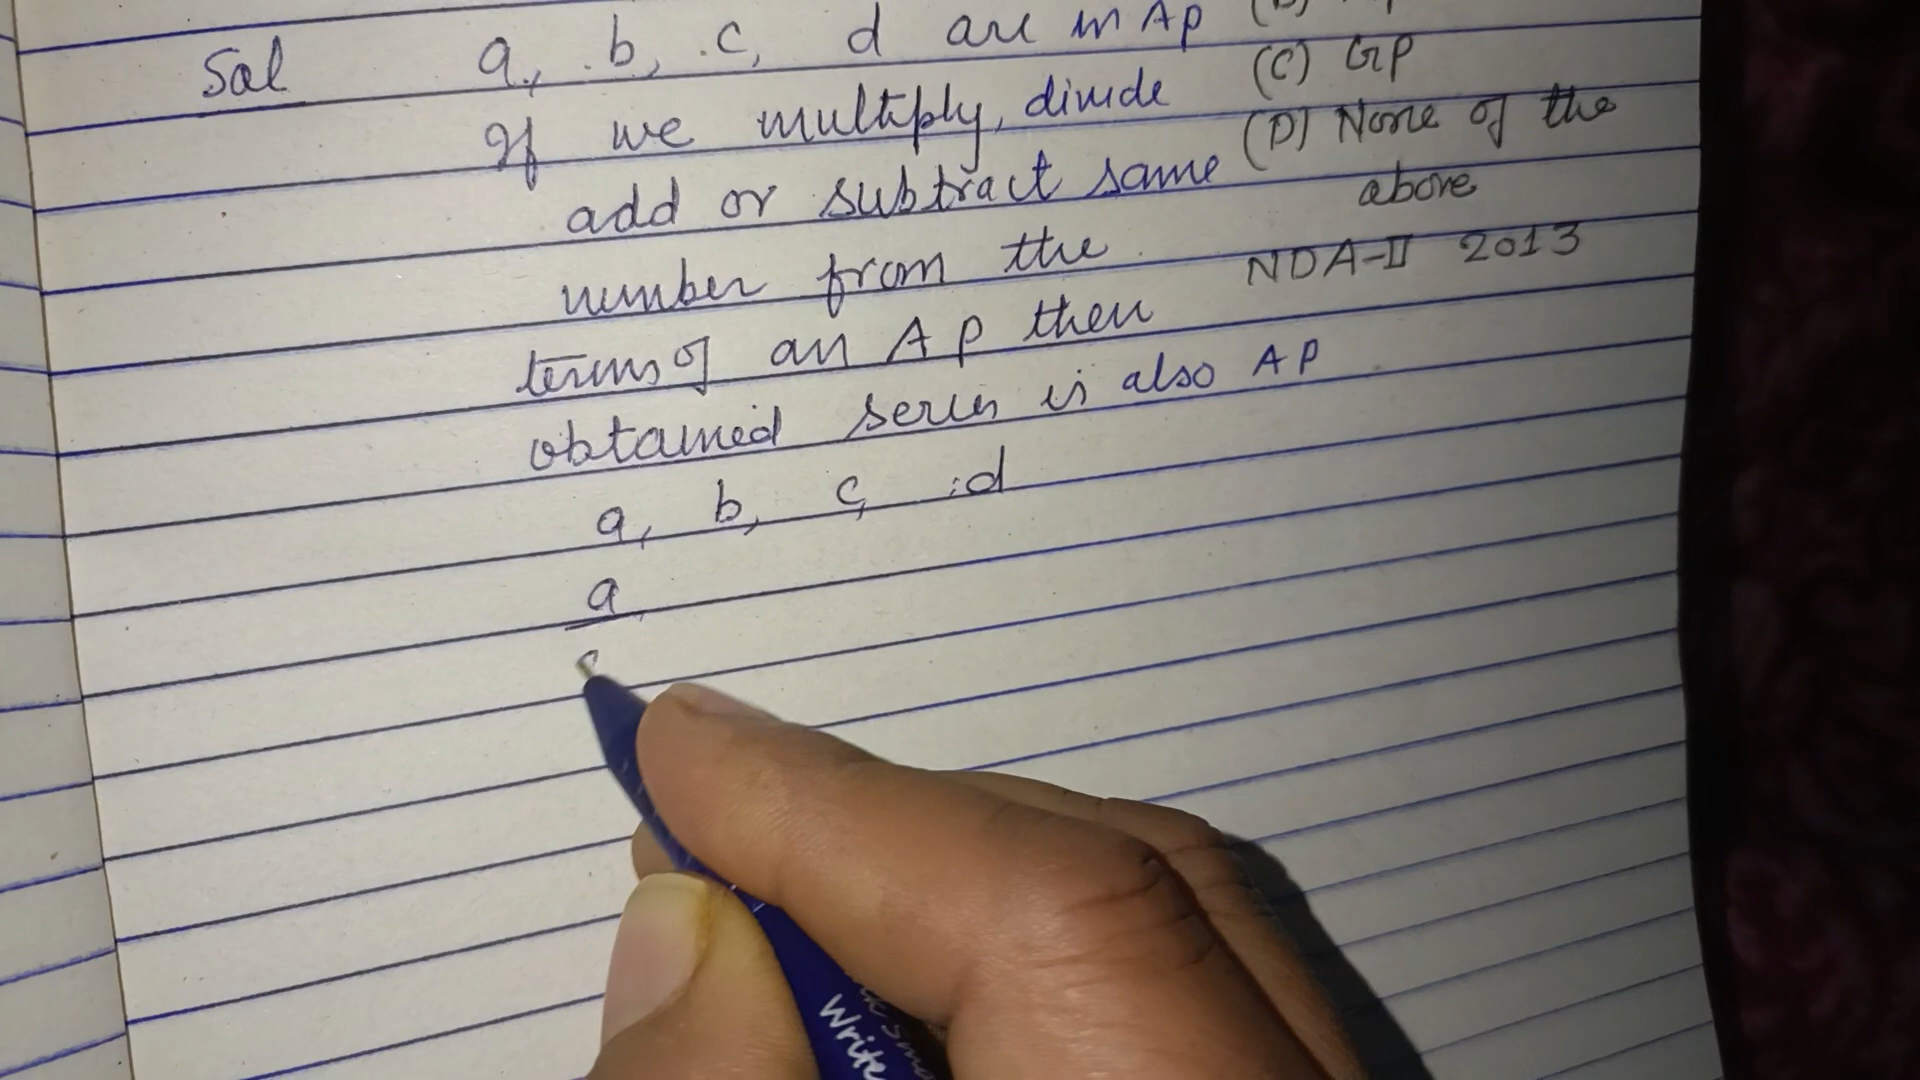 Sol a, b, c, d are in AP
(C) GP
If we multiply, divide
(D) None of the
above
add or subtract same
number from the
NDA-II 2013
terms of an AP then
obtained series is also AP
a, b, c, d
a
Write